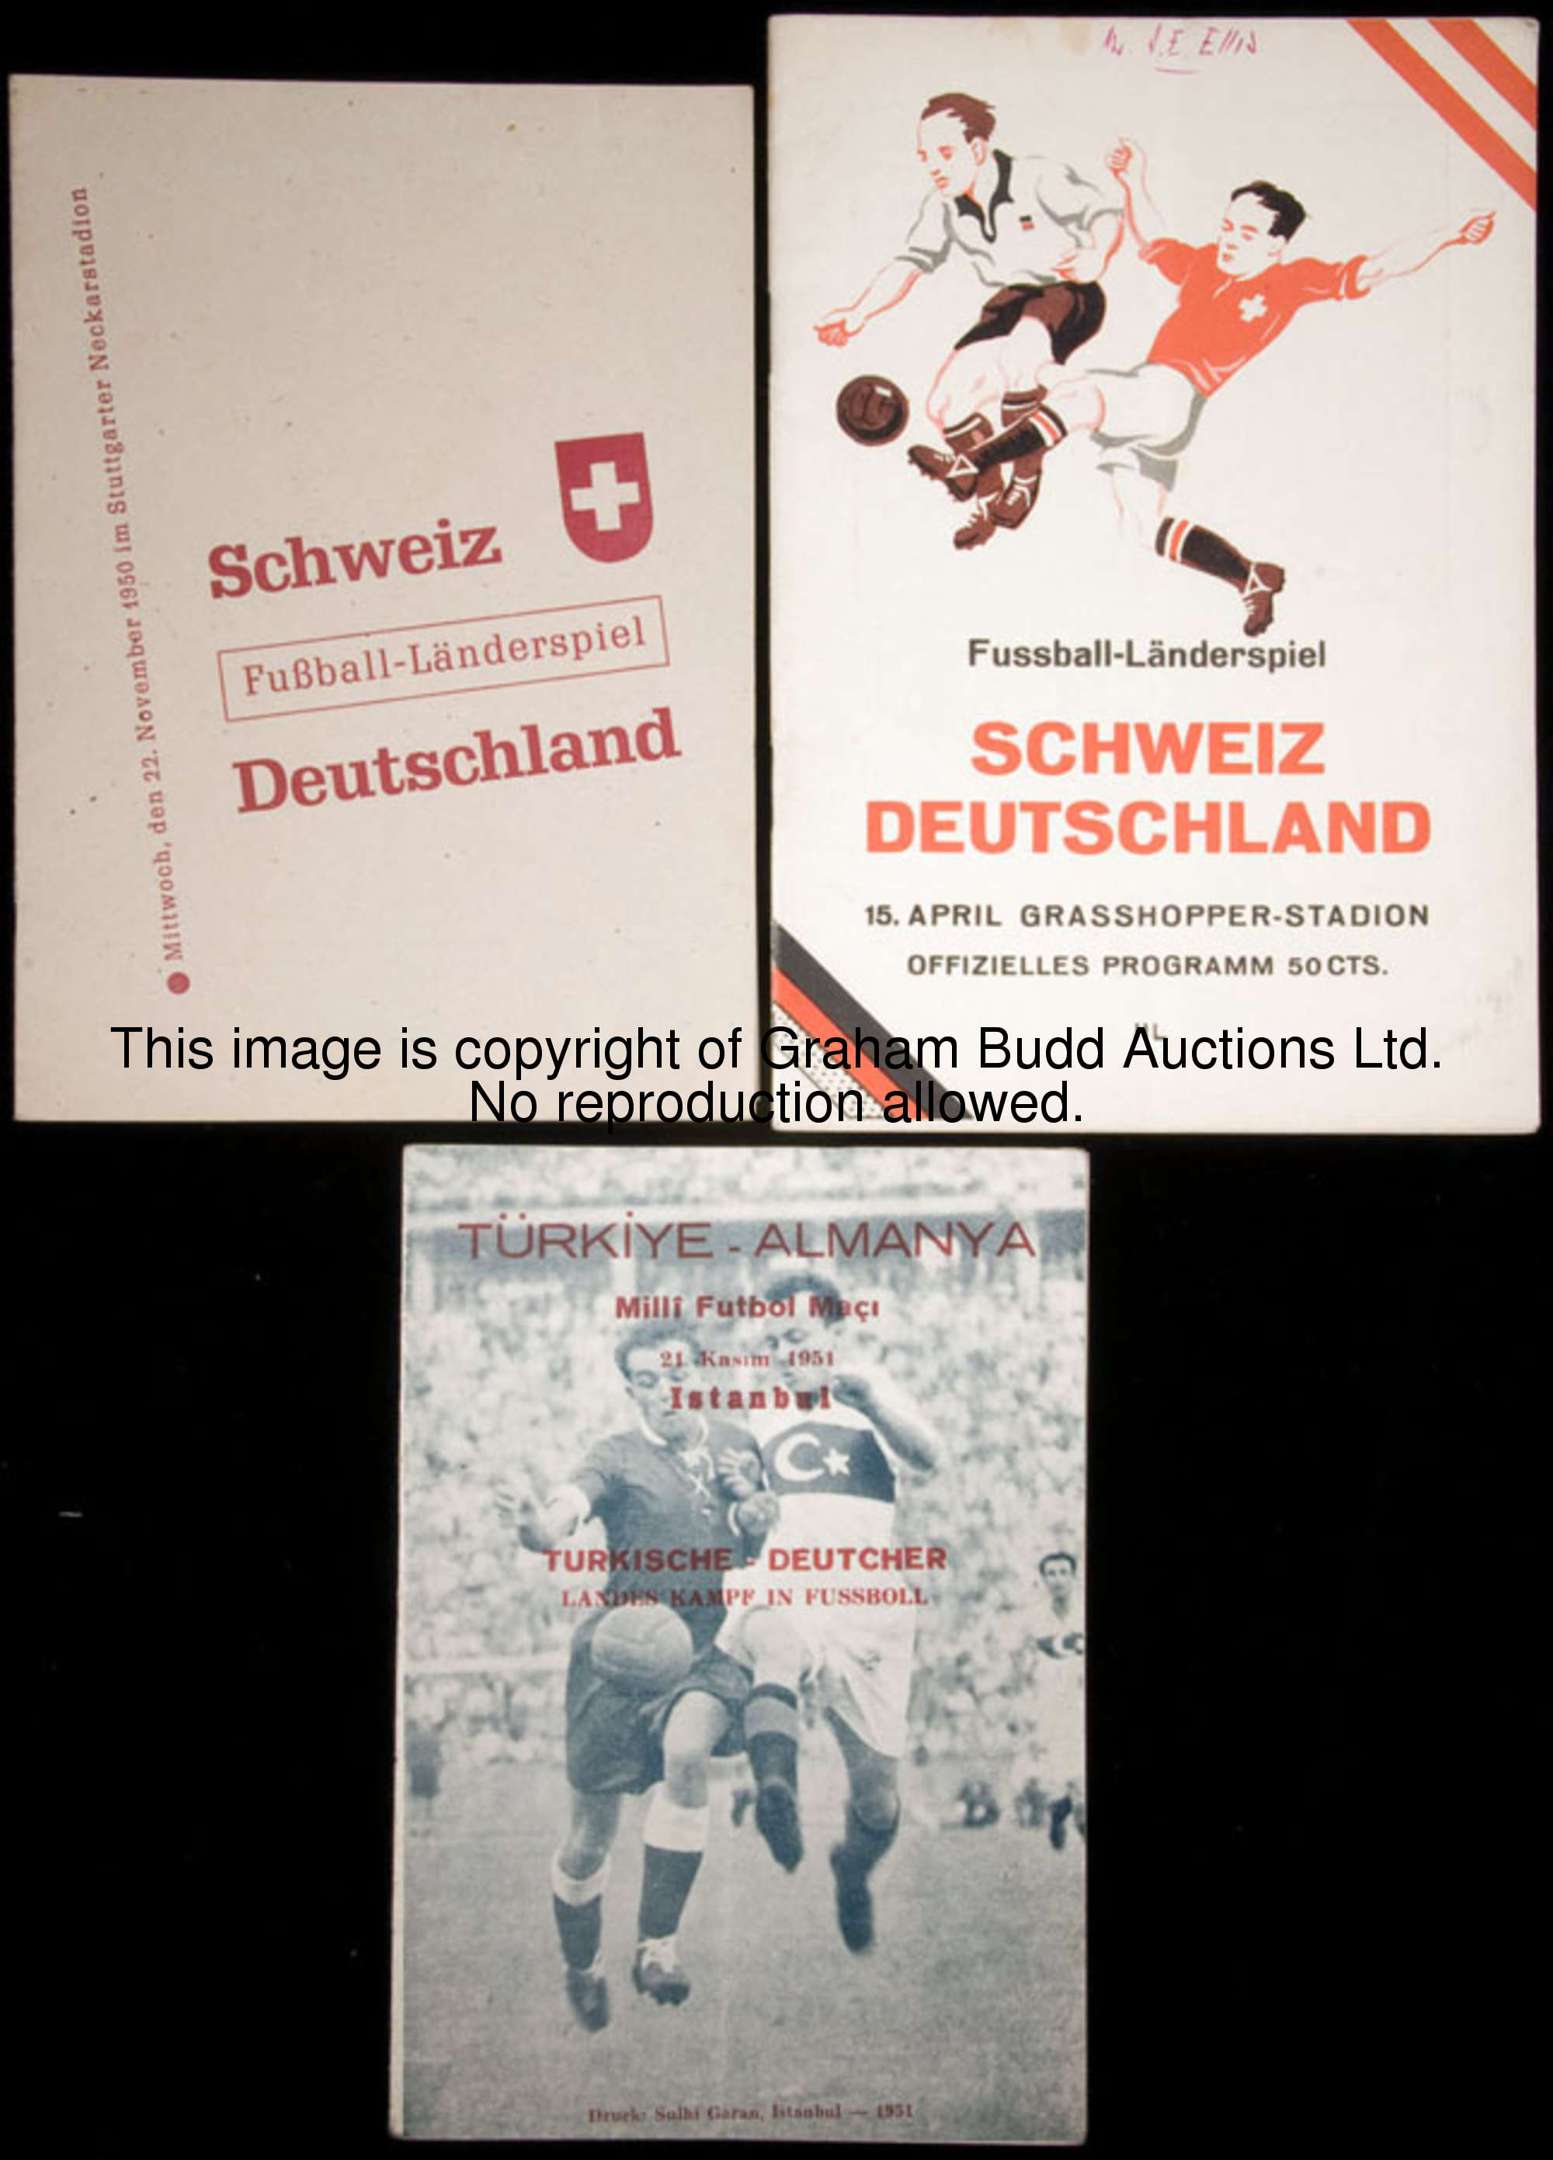 Mittwoch, den 22. November 1950 im Stuttgarter Neckarstadion
Schweiz
Fußball-Länderspiel
Deutschland
Mr. J.E Ellis
Fussball-Länderspiel
SCHWEIZ
DEUTSCHLAND
15. APRIL GRASSHOPPER-STADION
OFFIZIELLES PROGRAMM 50 CTS.
This image is copyright of Graham Budd Auctions Ltd.
No reproduction allowed.
TÜRKİYE - ALMANYA
Millî Futbol Maçı
21 Kasım 1951
Istanbul
TURKISCHE - DEUTCHER
LANDES KAMPF IN FUSSBOLL
Druck: Sulhi Garan, Istanbul — 1951